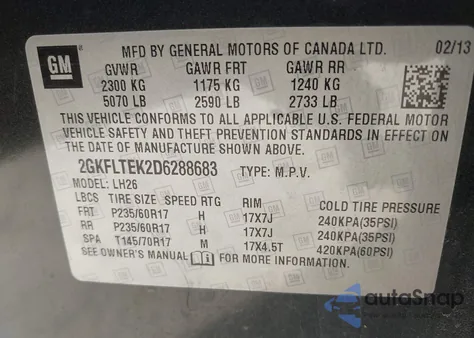 GM MFD BY GENERAL MOTORS OF CANADA LTD. 02/13
GVWR GAWR FRT GAWR RR
2300 KG 1175 KG 1240 KG
5070 LB 2590 LB 2733 LB
THIS VEHICLE CONFORMS TO ALL APPLICABLE U.S. FEDERAL MOTOR
VEHICLE SAFETY AND THEFT PREVENTION STANDARDS IN EFFECT ON
THE DATE OF MANUFACTURE SHOWN ABOVE.
2GKFLTEK2D6288683 TYPE: M.P.V.
MODEL: LH26
LBCS TIRE SIZE SPEED RTG RIM COLD TIRE PRESSURE
FRT P235/60R17 H 17X7J 240KPA(35PSI)
RR P235/60R17 H 17X7J 240KPA(35PSI)
SPA T145/70R17 M 17X4.5T 420KPA(60PSI)
SEE OWNER'S MANUAL FOR MORE INFORMATION.
autoSnap